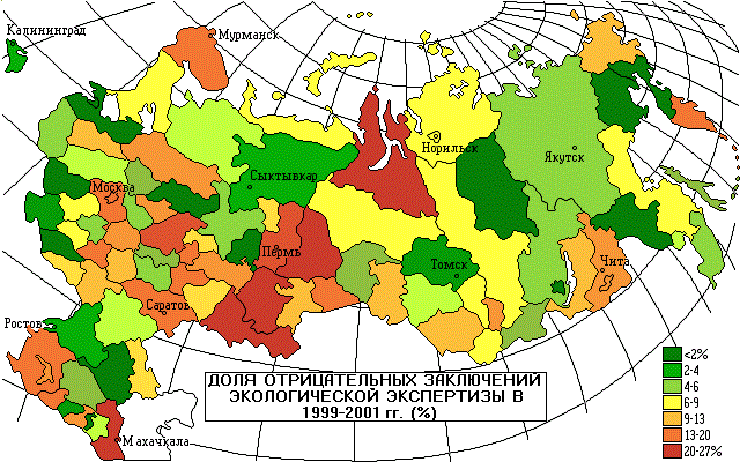 Калининград
Мурманск
Норильск
Якутск
Сыктывкар
Москва
Пермь
Томск
Чита
Саратов
Ростов
Махачкала
ДОЛЯ ОТРИЦАТЕЛЬНЫХ ЗАКЛЮЧЕНИЙ
ЭКОЛОГИЧЕСКОЙ ЭКСПЕРТИЗЫ В
1999-2001 гг. (%)
<2%
2-4
4-6
6-9
9-13
13-20
20-27%